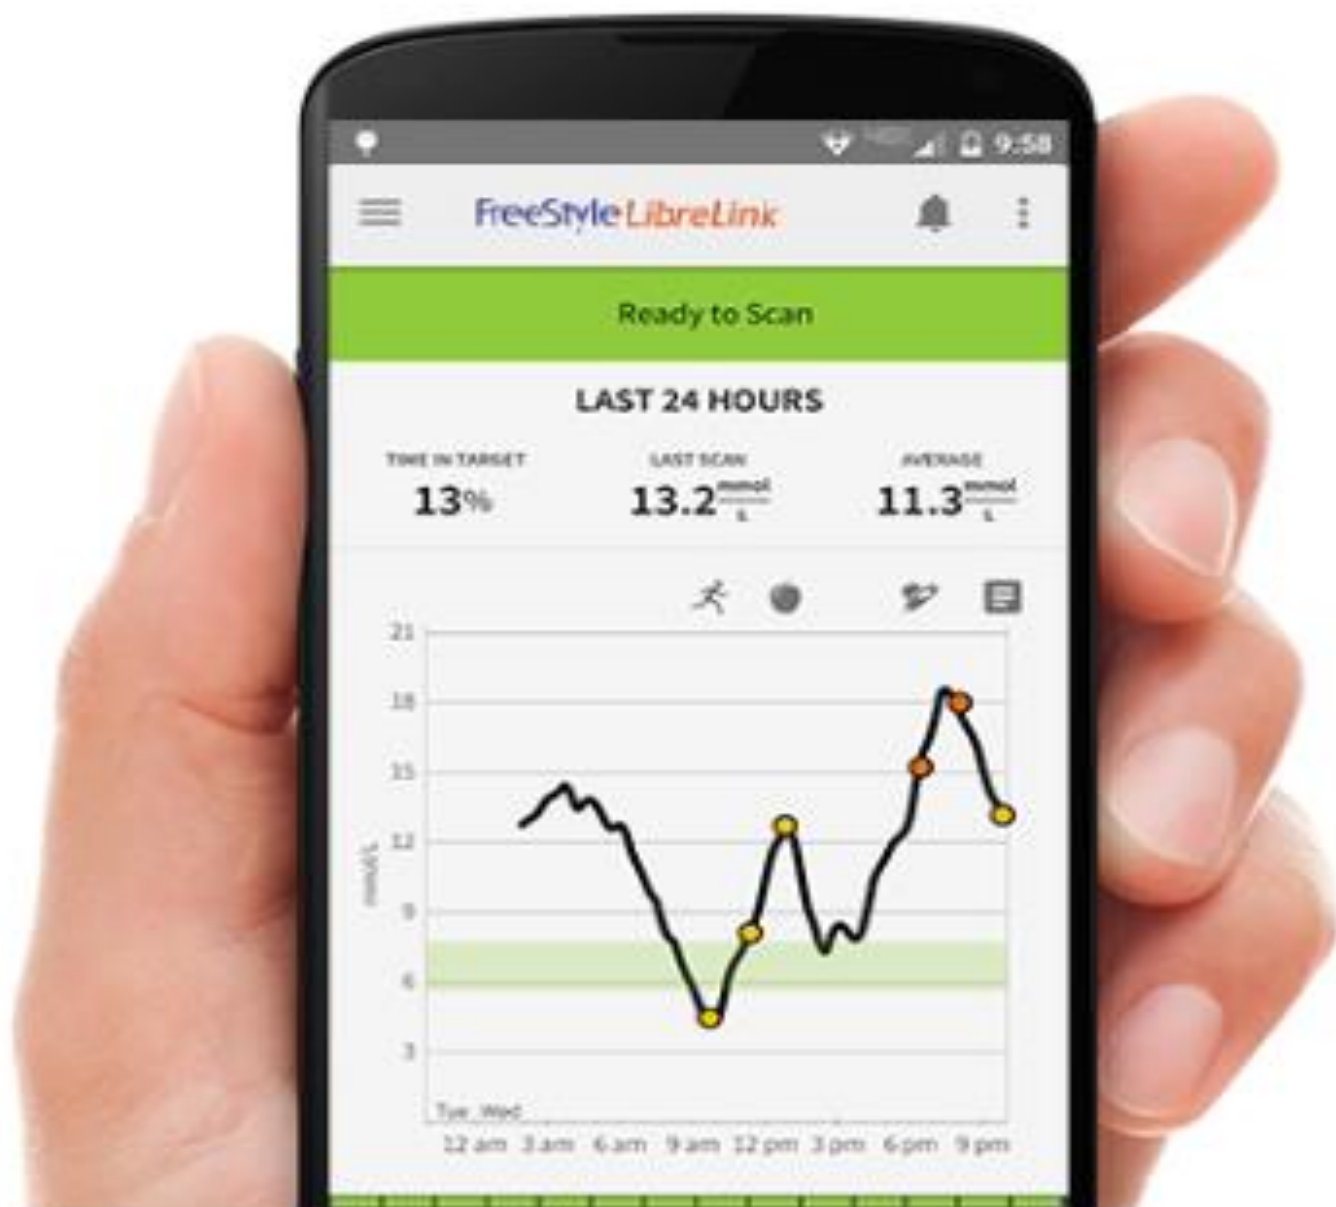 9:58
FreeStyle LibreLink
Ready to Scan
LAST 24 HOURS
TIME IN TARGET LAST SCAN AVERAGE
13% 13.2 mmol/L 11.3 mmol/L
21
18
15
12
9
6
3
mmol/L
Tue Wed
12 am 3 am 6 am 9 am 12 pm 3 pm 6 pm 9 pm